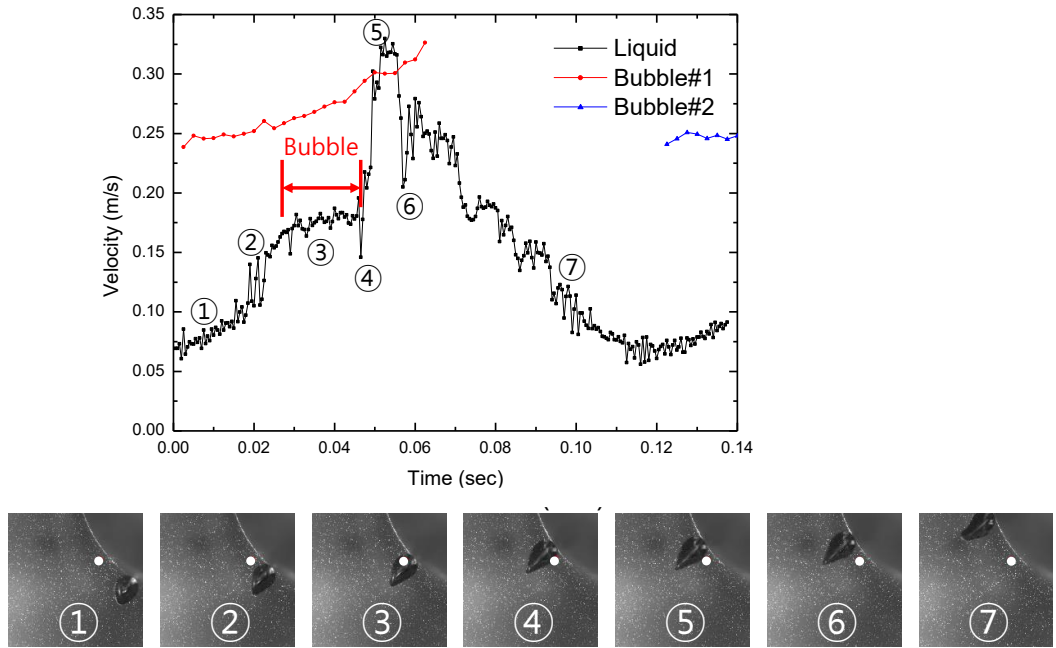 0.35
0.30
0.25
0.20
0.15
0.10
0.05
0.00
Velocity (m/s)
⑤
Liquid
Bubble#1
Bubble#2
Bubble
②
⑥
③
④
⑦
①
0.00 0.02 0.04 0.06 0.08 0.10 0.12 0.14
Time (sec)
① ② ③ ④ ⑤ ⑥ ⑦